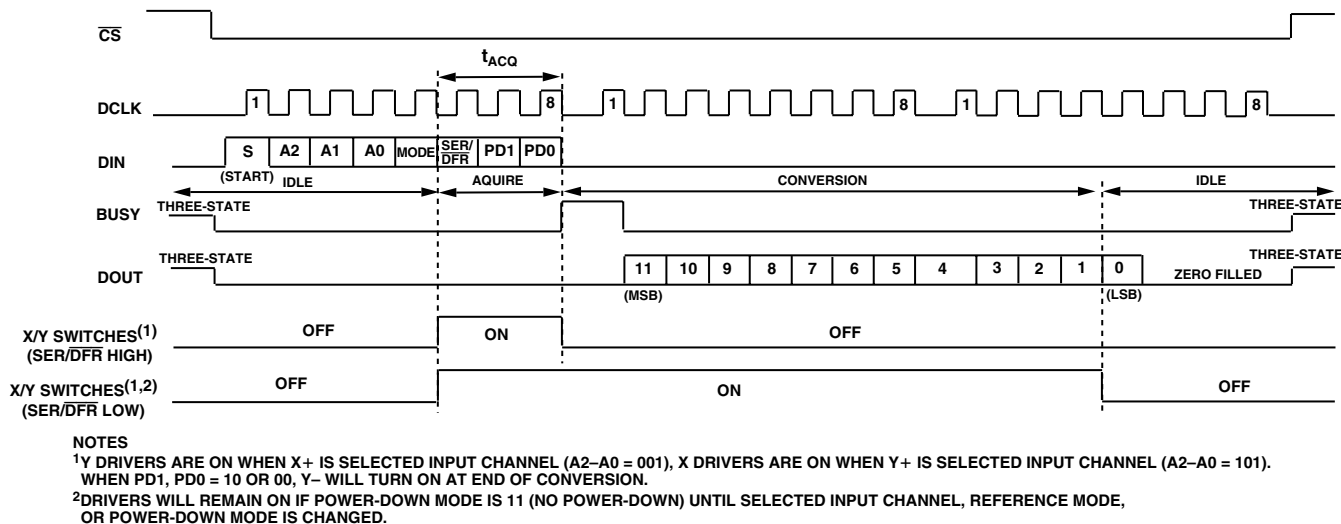 CS
tACQ
DCLK 1 8 1 8 1 8
DIN S A2 A1 A0 MODE SER/DFR PD1 PD0
(START)
IDLE AQUIRE CONVERSION IDLE
BUSY THREE-STATE THREE-STATE
DOUT THREE-STATE 11 10 9 8 7 6 5 4 3 2 1 0 ZERO FILLED THREE-STATE
(MSB) (LSB)
X/Y SWITCHES(1) OFF ON OFF
(SER/DFR HIGH)
X/Y SWITCHES(1,2) OFF ON OFF
(SER/DFR LOW)
NOTES
1Y DRIVERS ARE ON WHEN X+ IS SELECTED INPUT CHANNEL (A2–A0 = 001), X DRIVERS ARE ON WHEN Y+ IS SELECTED INPUT CHANNEL (A2–A0 = 101).
WHEN PD1, PD0 = 10 OR 00, Y– WILL TURN ON AT END OF CONVERSION.
2DRIVERS WILL REMAIN ON IF POWER-DOWN MODE IS 11 (NO POWER-DOWN) UNTIL SELECTED INPUT CHANNEL, REFERENCE MODE,
OR POWER-DOWN MODE IS CHANGED.